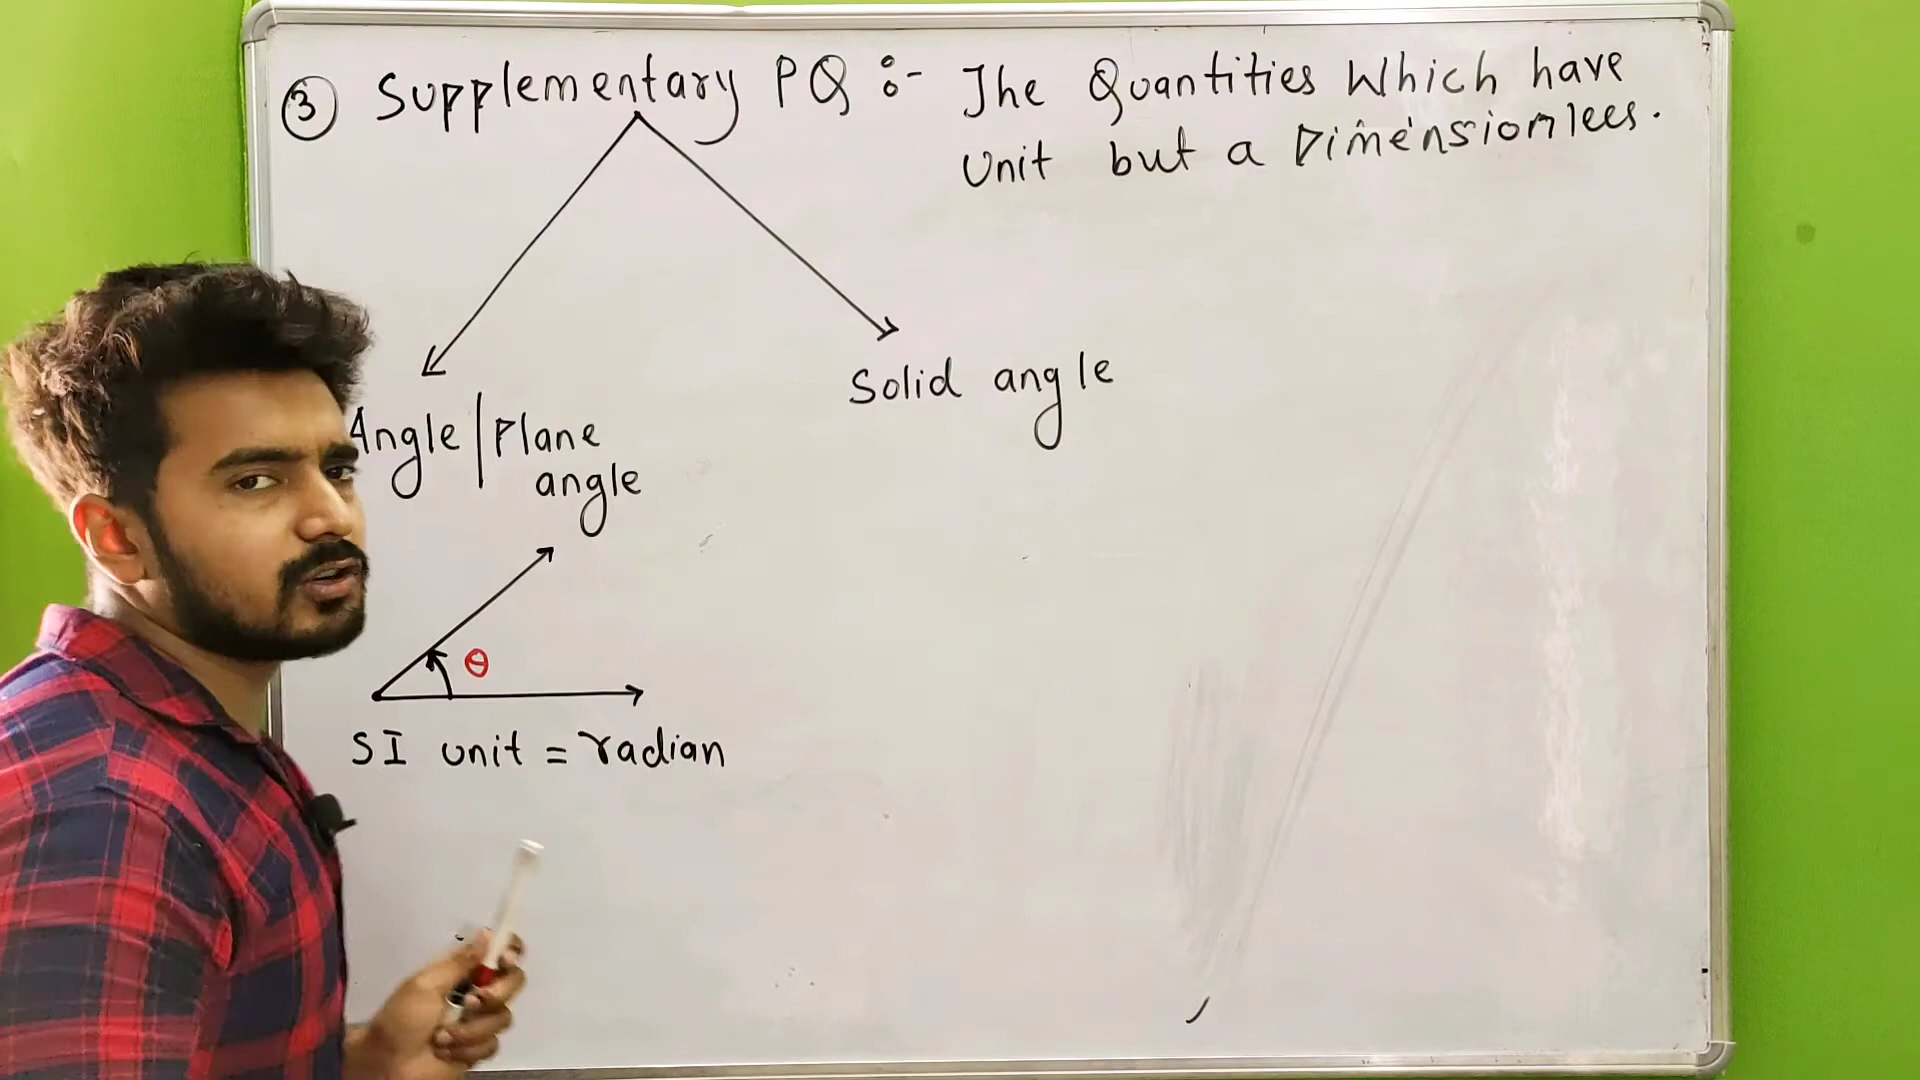 3 Supplementary PQ :- The Quantities Which have
Unit but a Dimensionlees.
Angle | Plane
angle
Solid angle
θ
SI unit = radian